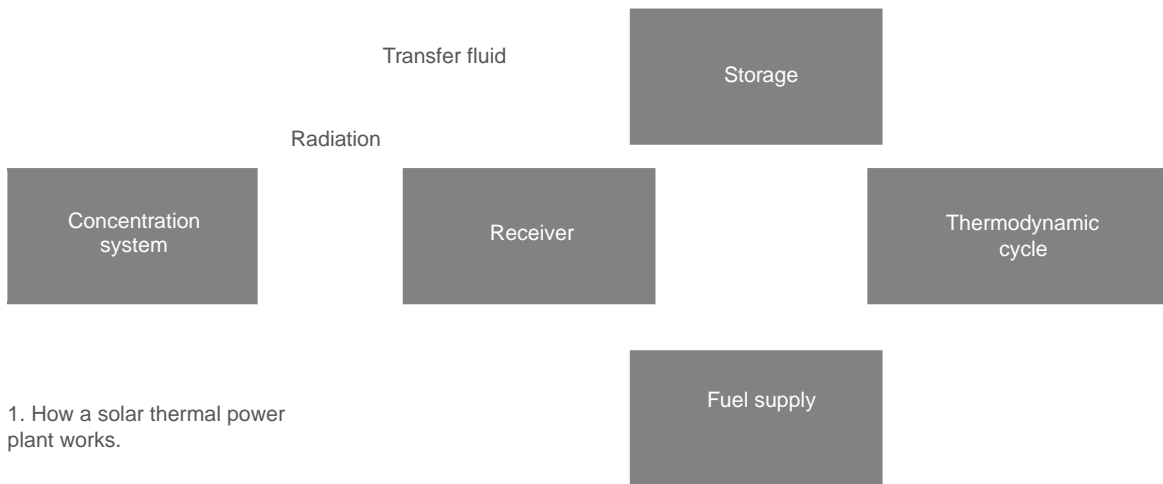 Transfer fluid
Storage
Radiation
Concentration
system
Receiver
Thermodynamic
cycle
Fuel supply
1. How a solar thermal power
plant works.